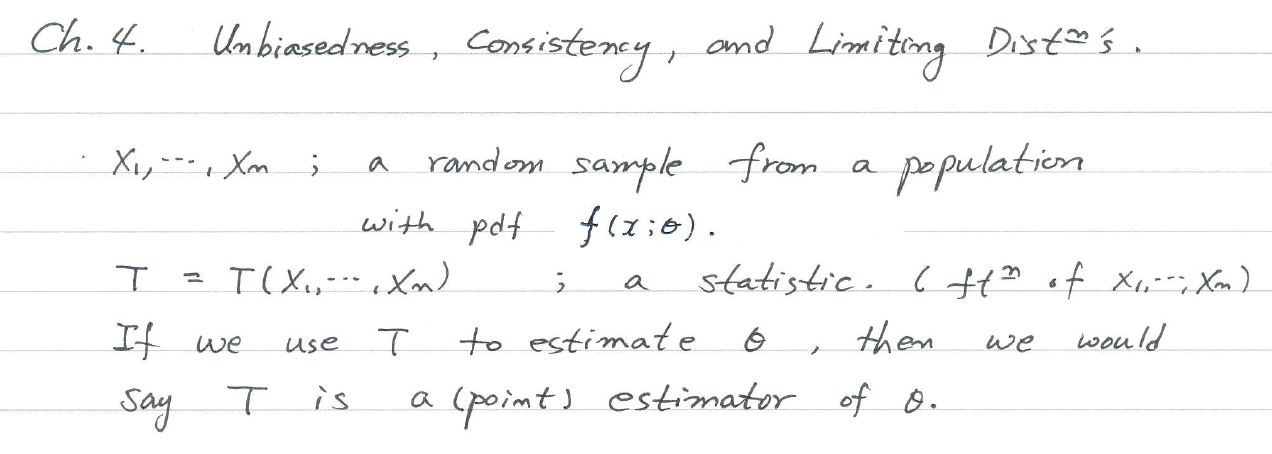 Ch. 4. Unbiasedness, Consistency, and Limiting Distⁿ's.
· X₁, ---, Xₙ ; a random sample from a population
with pdf f(x;θ).
T = T(X₁, ---, Xₙ) ; a statistic. (ftⁿ of X₁, ---, Xₙ)
If we use T to estimate θ, then we would
say T is a (point) estimator of θ.